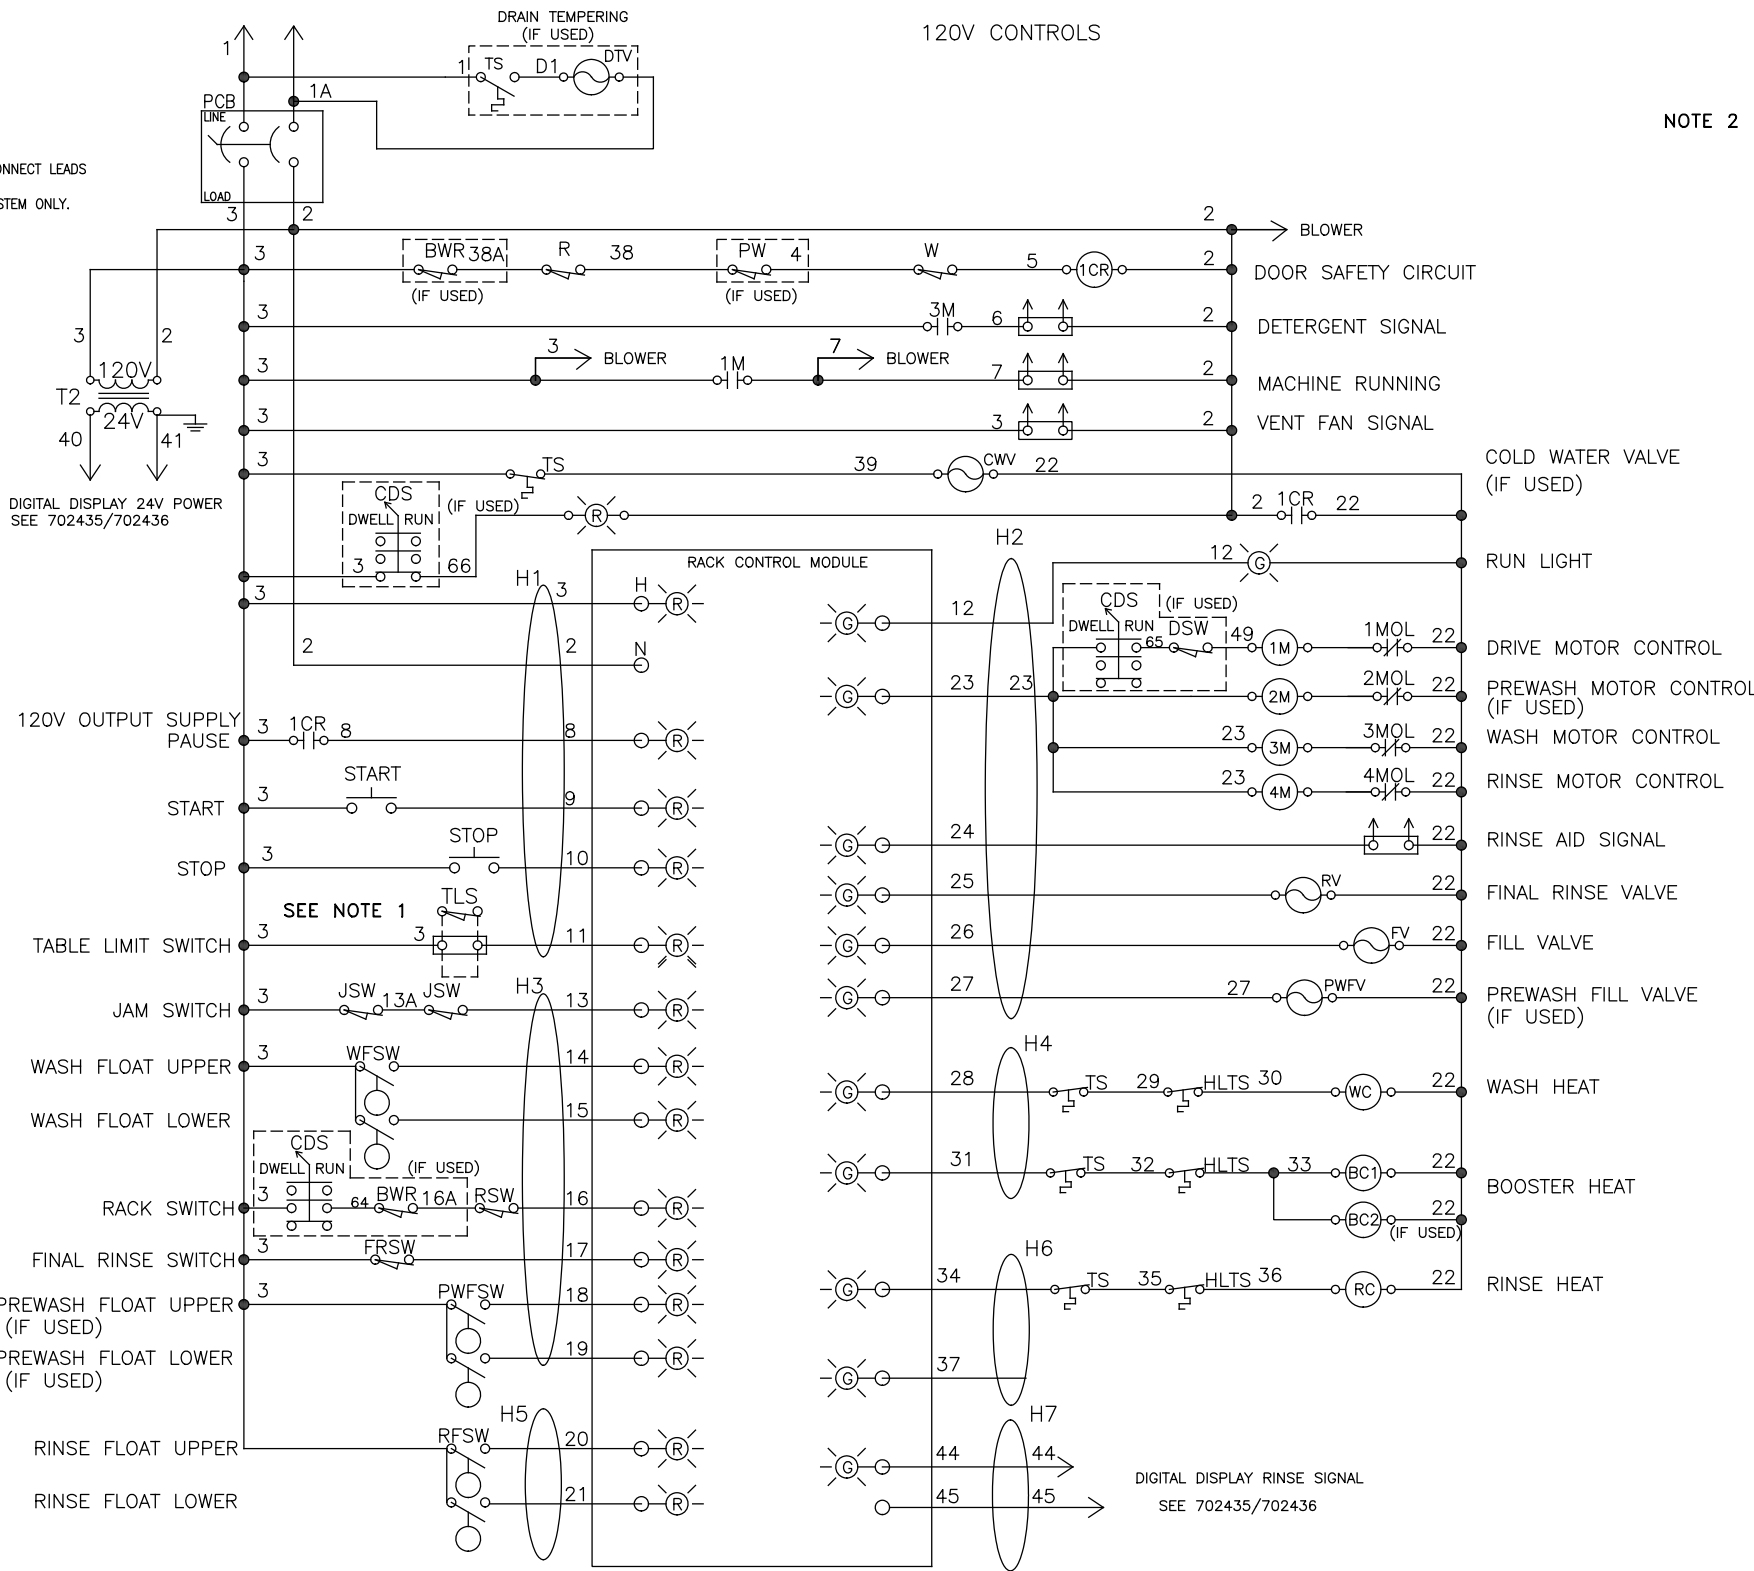 DRAIN TEMPERING
(IF USED)
120V CONTROLS
1
1 TS D1 DTV
1A
PCB
LINE
NOTE 2
ONNECT LEADS
STEM ONLY.
LOAD
3 2
2 BLOWER
3 BWR 38A R 38 PW 4 W 5 1CR 2 DOOR SAFETY CIRCUIT
(IF USED) (IF USED)
3 3M 6 2 DETERGENT SIGNAL
3 2
3 BLOWER 7 BLOWER
120V
1M 7 2 MACHINE RUNNING
T2
24V
40 41
3 3 2 VENT FAN SIGNAL
3 TS 39 CWV 22 COLD WATER VALVE
(IF USED)
DIGITAL DISPLAY 24V POWER
SEE 702435/702436
CDS (IF USED)
DWELL RUN
R
2 1CR 22
3 66
H2
RACK CONTROL MODULE
12 G RUN LIGHT
H1
3 3 H R
G 12
CDS (IF USED)
DWELL RUN DSW
65 49 1M 1MOL 22 DRIVE MOTOR CONTROL
2 2 N
G 23 23 2M 2MOL 22 PREWASH MOTOR CONTROL
(IF USED)
120V OUTPUT SUPPLY
PAUSE 3 1CR 8 8 R
23 3M 3MOL 22 WASH MOTOR CONTROL
23 4M 4MOL 22 RINSE MOTOR CONTROL
START
START 3 9 R
G 24 22 RINSE AID SIGNAL
STOP
STOP 3 10 R
G 25 RV 22 FINAL RINSE VALVE
SEE NOTE 1 TLS
TABLE LIMIT SWITCH 3 3 11 R
G 26 FV 22 FILL VALVE
H3
JAM SWITCH 3 JSW 13A JSW 13 R
G 27 27 PWFV 22 PREWASH FILL VALVE
(IF USED)
WASH FLOAT UPPER 3 WFSW 14 R
H4
G 28 TS 29 HLTS 30 WC 22 WASH HEAT
WASH FLOAT LOWER 15 R
CDS
DWELL RUN (IF USED)
G 31 TS 32 HLTS 33 BC1 22 BOOSTER HEAT
RACK SWITCH 3 64 BWR 16A RSW 16 R
BC2 22
(IF USED)
FINAL RINSE SWITCH 3 FRSW 17 R
H6
G 34 TS 35 HLTS 36 RC 22 RINSE HEAT
PREWASH FLOAT UPPER 3 PWFSW 18 R
(IF USED)
PREWASH FLOAT LOWER 19 R
(IF USED)
G 37
H5 H7
RINSE FLOAT UPPER RFSW 20 R
G 44 44
DIGITAL DISPLAY RINSE SIGNAL
SEE 702435/702436
RINSE FLOAT LOWER 21 R
45 45